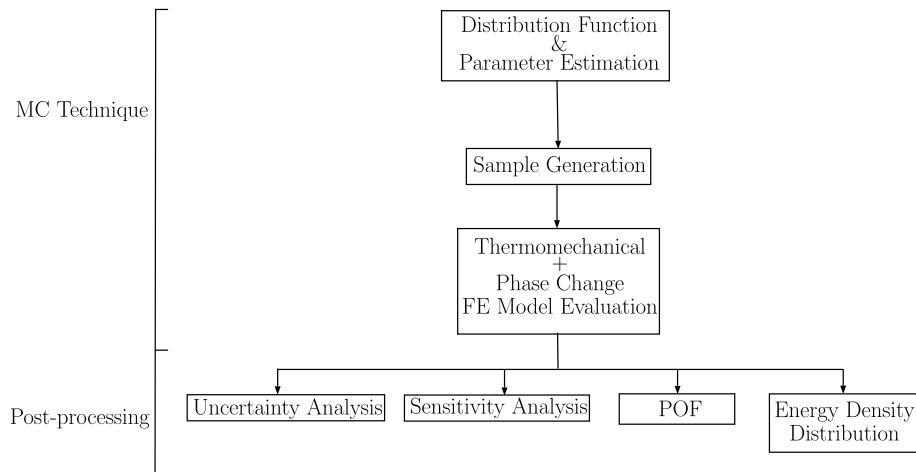 Distribution Function
&
Parameter Estimation
MC Technique
Sample Generation
Thermomechanical
+
Phase Change
FE Model Evaluation
Post-processing
Uncertainty Analysis
Sensitivity Analysis
POF
Energy Density
Distribution